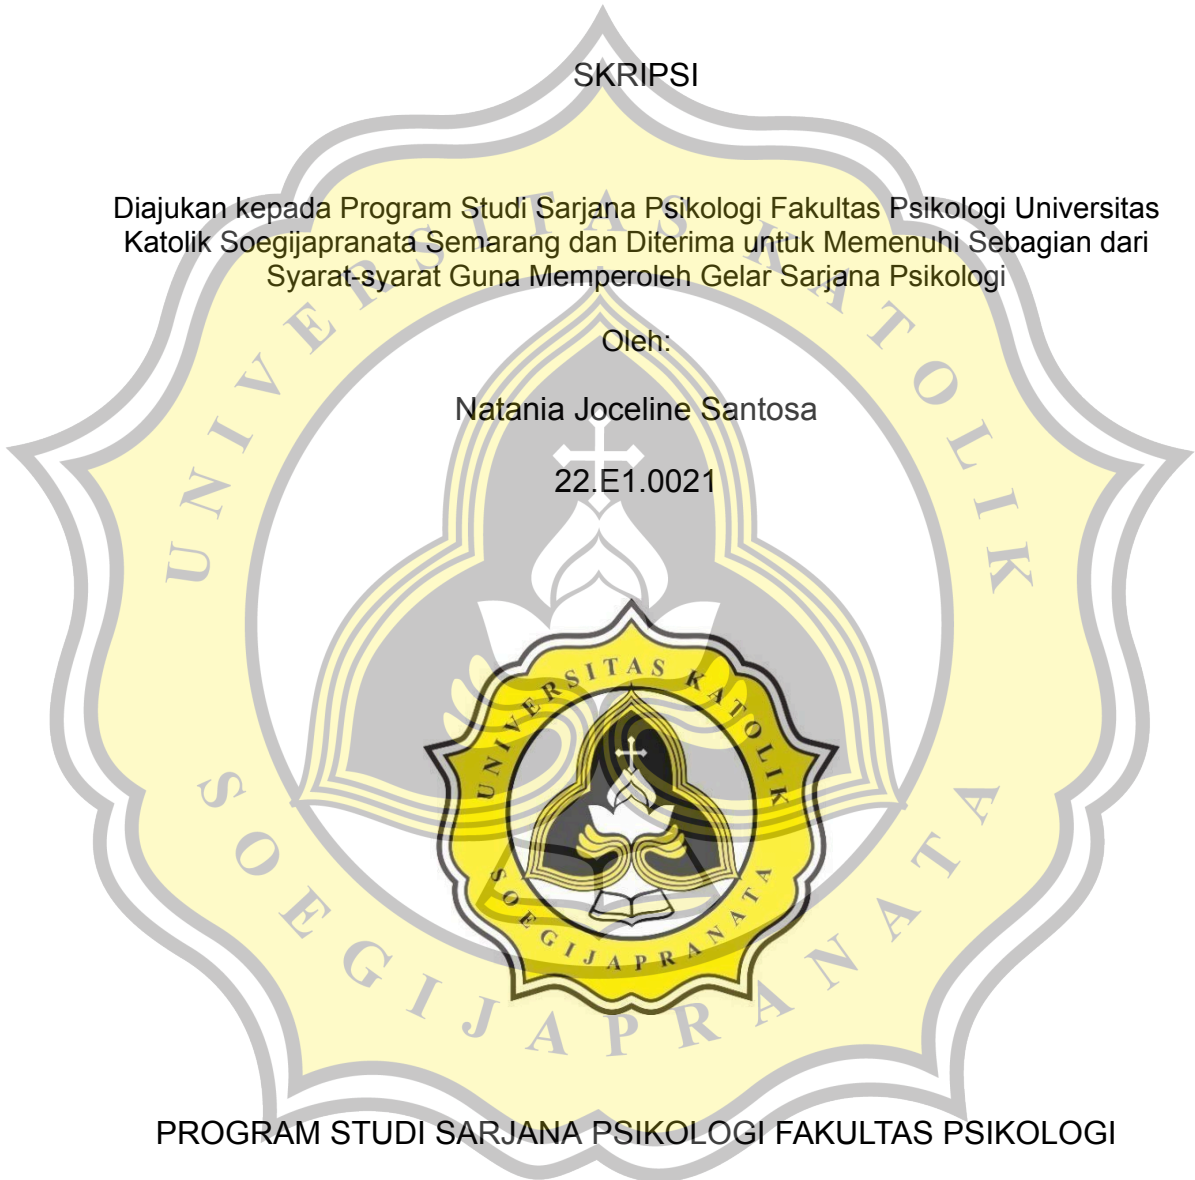 SKRIPSI
Diajukan kepada Program Studi Sarjana Psikologi Fakultas Psikologi Universitas
Katolik Soegijapranata Semarang dan Diterima untuk Memenuhi Sebagian dari
Syarat-syarat Guna Memperoleh Gelar Sarjana Psikologi
Oleh:
Natania Joceline Santosa
22.E1.0021
UNIVERSITAS KATOLIK
SOEGIJAPRANATA
UNIVERSITAS KATOLIK
SOEGIJAPRANATA
PROGRAM STUDI SARJANA PSIKOLOGI FAKULTAS PSIKOLOGI